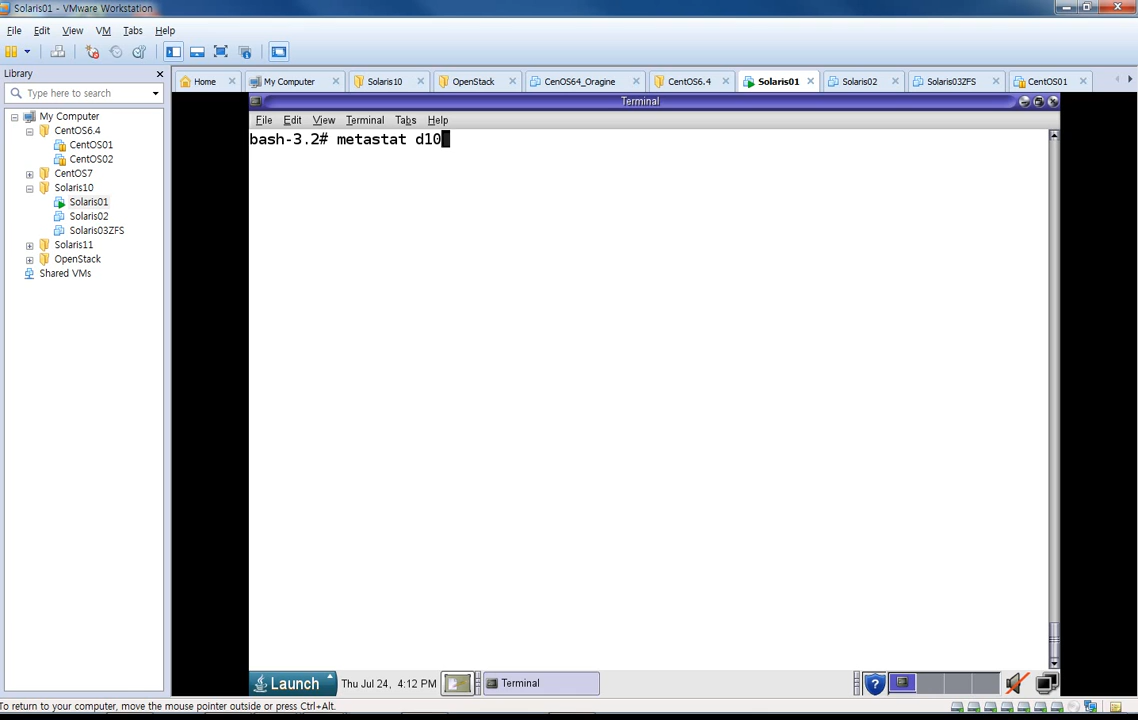 Solaris01 - VMware Workstation
File Edit View VM Tabs Help
Library
Type here to search
My Computer
CentOS6.4
CentOS01
CentOS02
CentOS7
Solaris10
Solaris01
Solaris02
Solaris03ZFS
Solaris11
OpenStack
Shared VMs
Home My Computer Solaris10 OpenStack CenOS64_Oragine CentOS6.4 Solaris01 Solaris02 Solaris03ZFS CentOS01
Terminal
File Edit View Terminal Tabs Help
bash-3.2# metastat d10
Launch Thu Jul 24, 4:12 PM Terminal
To return to your computer, move the mouse pointer outside or press Ctrl+Alt.